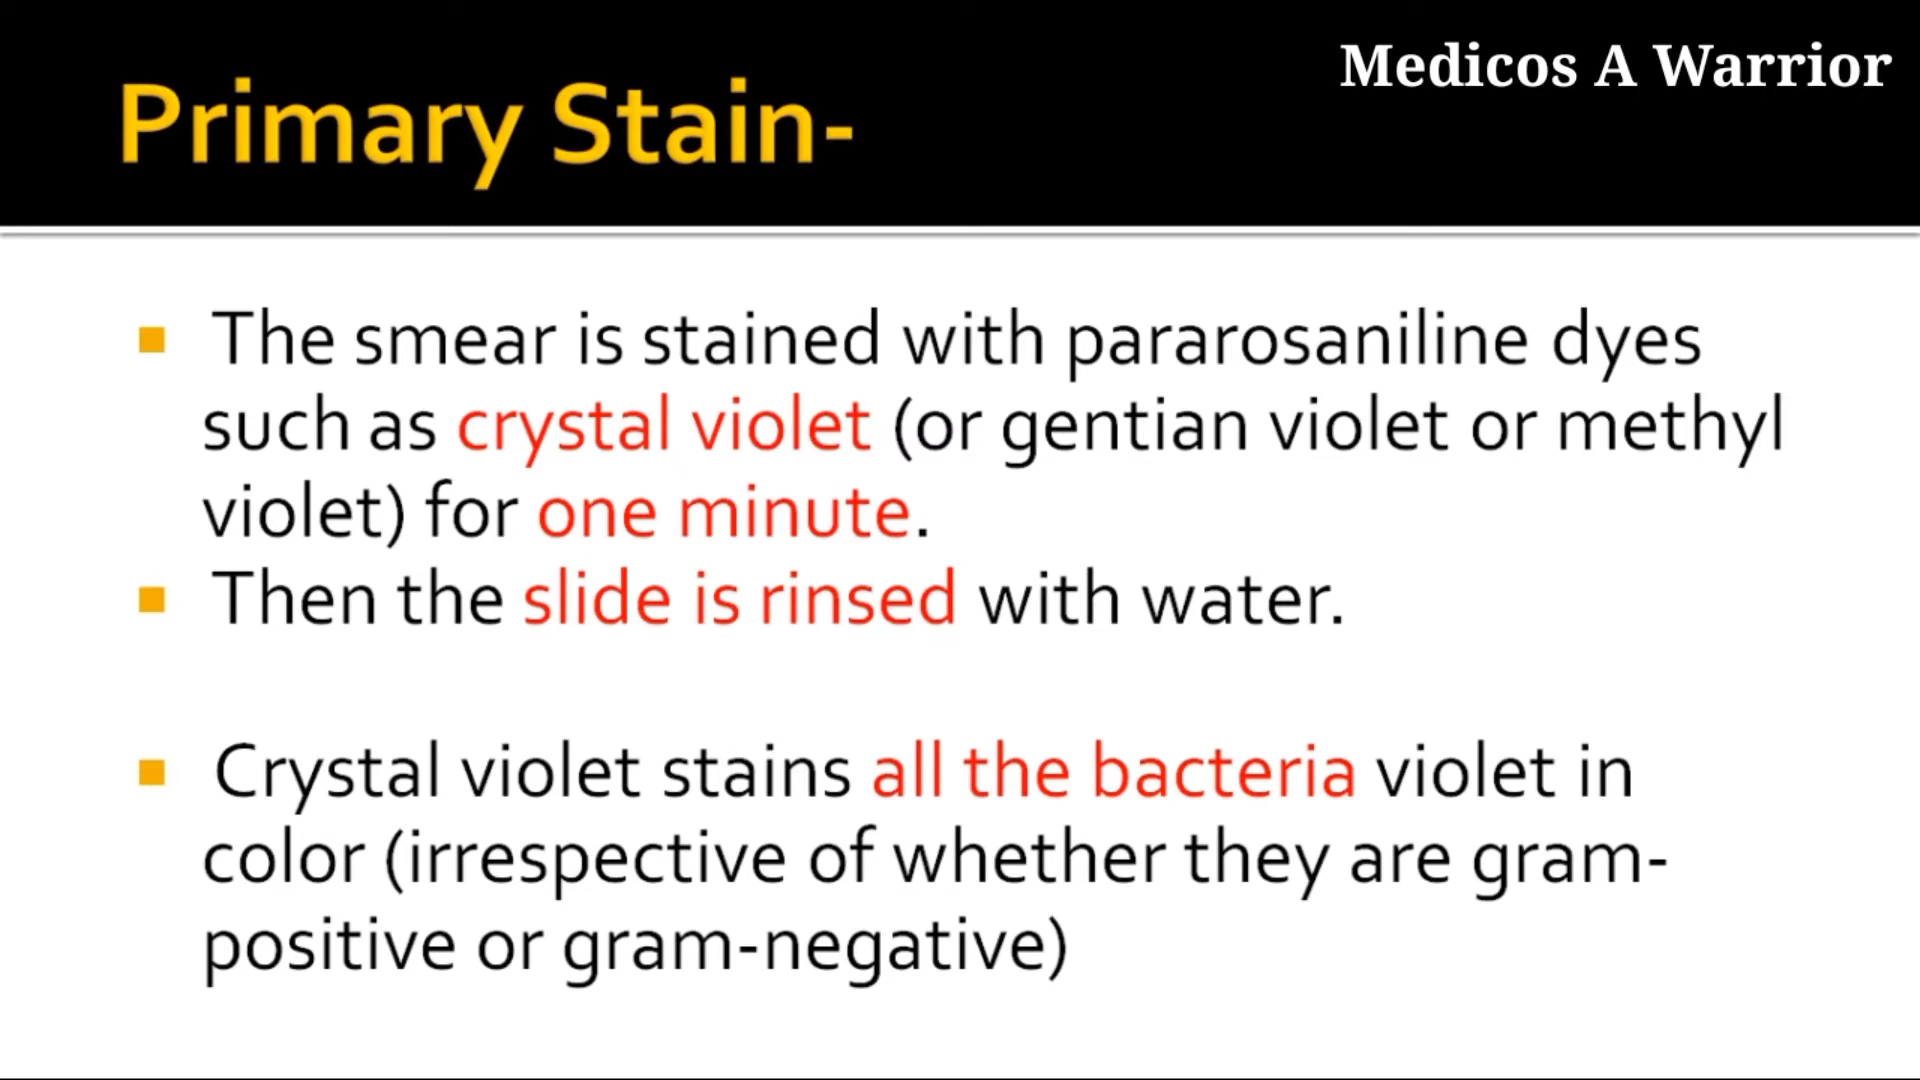 Medicos A Warrior
Primary Stain-
The smear is stained with pararosaniline dyes
such as crystal violet (or gentian violet or methyl
violet) for one minute.
Then the slide is rinsed with water.
Crystal violet stains all the bacteria violet in
color (irrespective of whether they are gram-
positive or gram-negative)